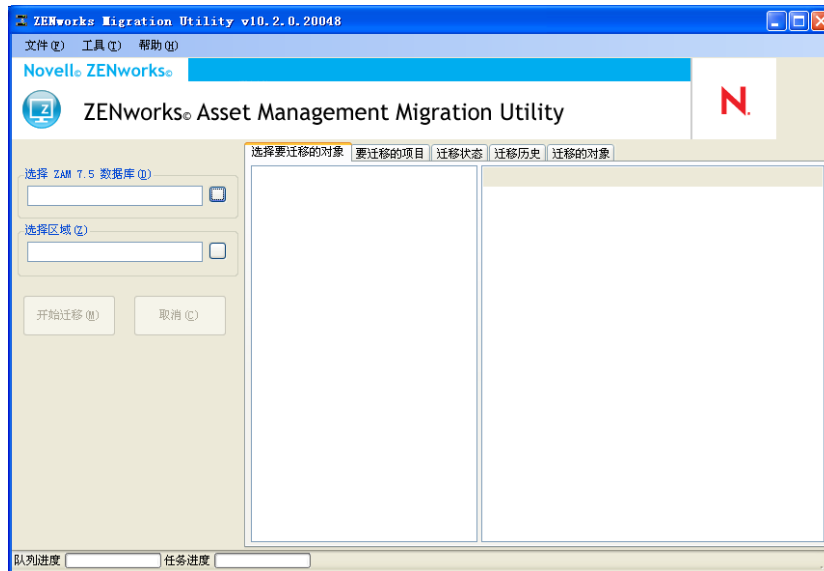 ZENworks Migration Utility v10.2.0.20048
文件(F) 工具(T) 帮助(H)
Novell© ZENworks©
ZENworks© Asset Management Migration Utility
N.
选择要迁移的对象 要迁移的项目 迁移状态 迁移历史 迁移的对象
选择 ZAM 7.5 数据库(D)
选择区域(Z)
开始迁移(M) 取消(C)
队列进度 任务进度